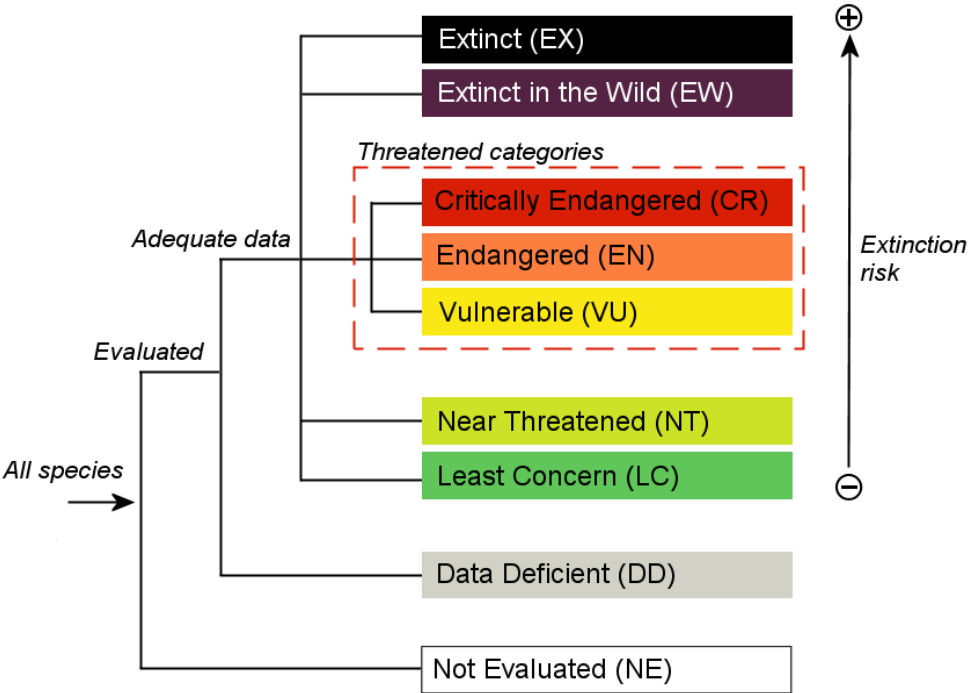 Extinct (EX)
Extinct in the Wild (EW)
Threatened categories
Critically Endangered (CR)
Adequate data
Endangered (EN)
Extinction
risk
Vulnerable (VU)
Evaluated
Near Threatened (NT)
All species
Least Concern (LC)
Data Deficient (DD)
Not Evaluated (NE)